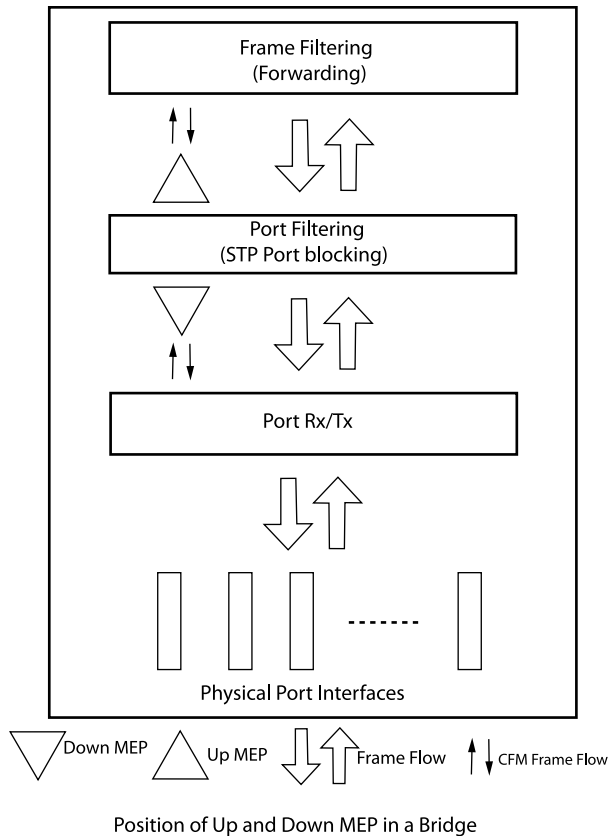 Frame Filtering
(Forwarding)
Port Filtering
(STP Port blocking)
Port Rx/Tx
Physical Port Interfaces
Down MEP
Up MEP
Frame Flow
CFM Frame Flow
Position of Up and Down MEP in a Bridge